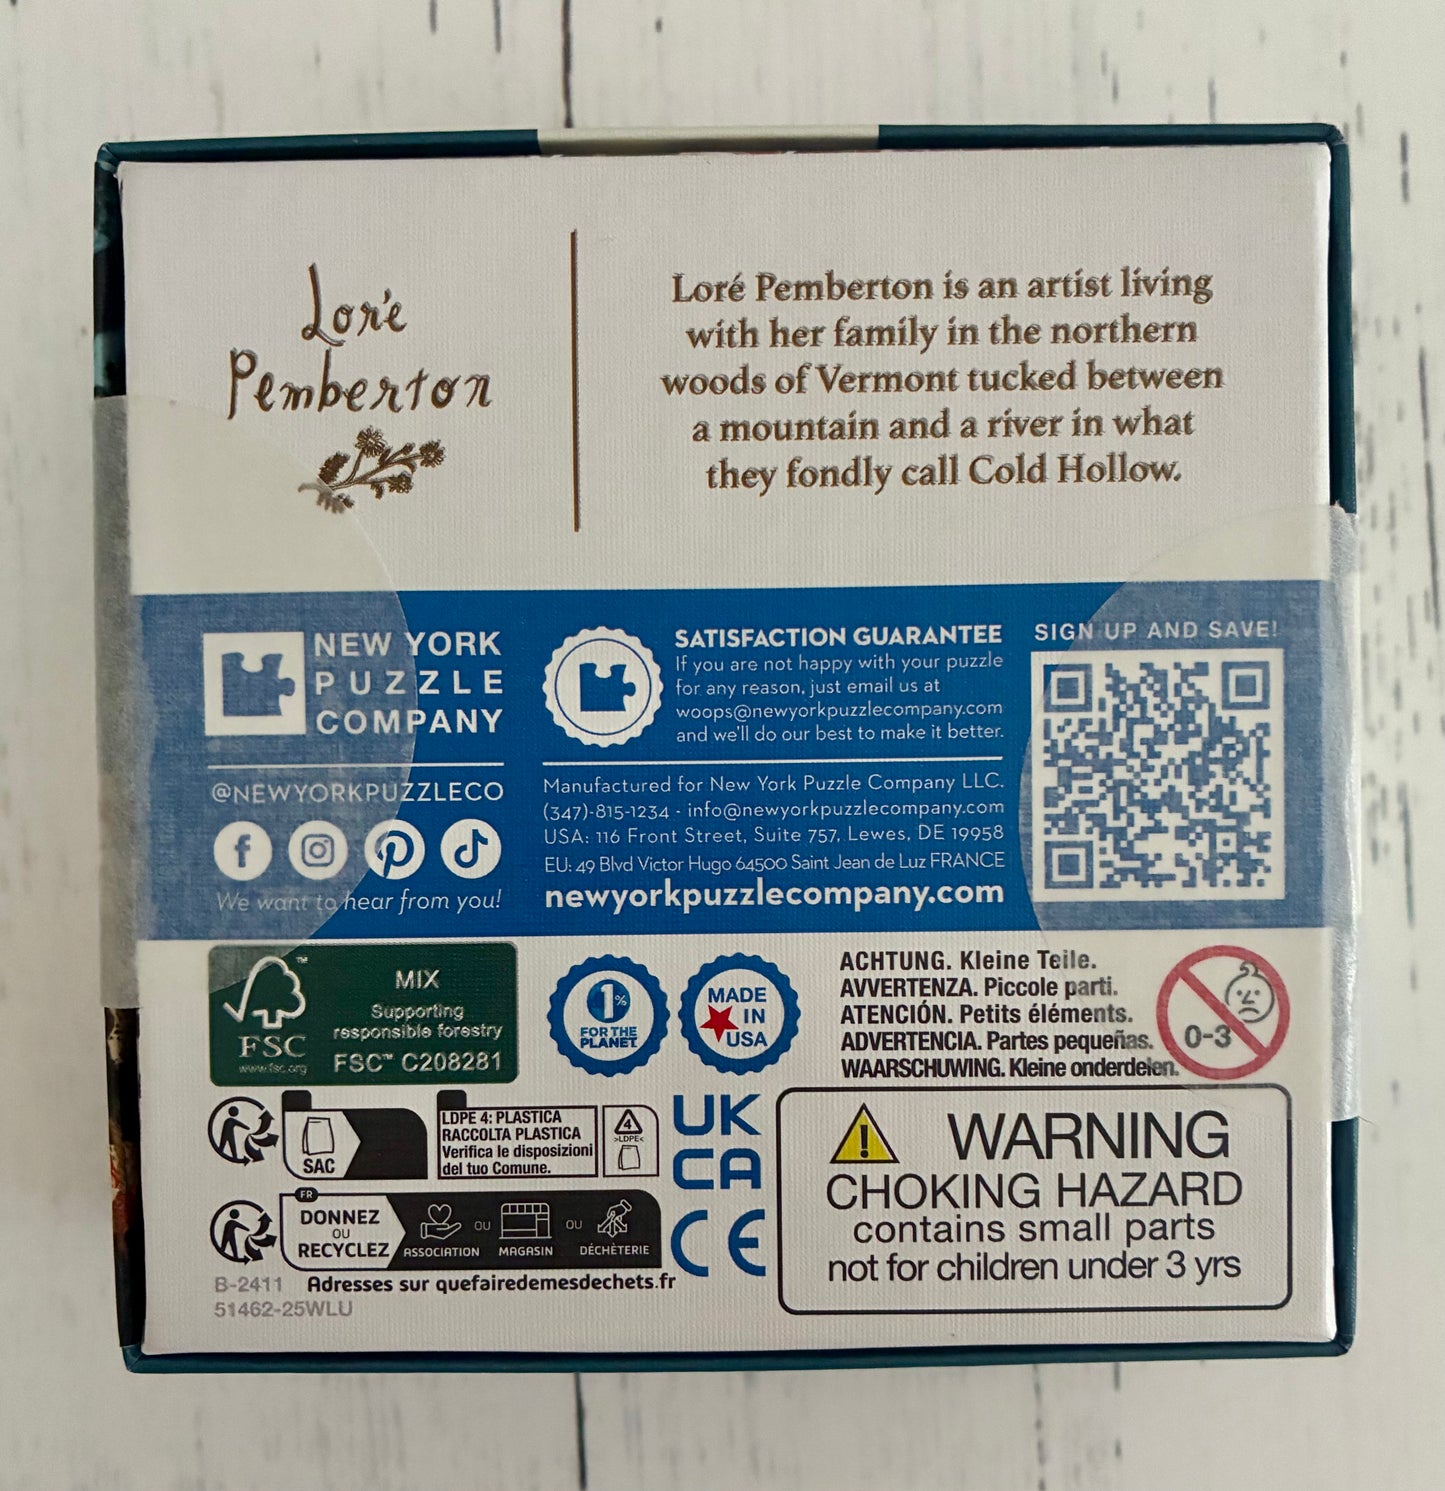 Loré
Pemberton
Loré Pemberton is an artist living
with her family in the northern
woods of Vermont tucked between
a mountain and a river in what
they fondly call Cold Hollow.
NEW YORK
PUZZLE
COMPANY
@NEWYORKPUZZLECO
We want to hear from you!
SATISFACTION GUARANTEE
If you are not happy with your puzzle
for any reason, just email us at
woops@newyorkpuzzlecompany.com
and we'll do our best to make it better.
Manufactured for New York Puzzle Company LLC.
(347)-815-1234 - info@newyorkpuzzlecompany.com
USA: 116 Front Street, Suite 757, Lewes, DE 19958
EU: 49 Blvd Victor Hugo 64500 Saint Jean de Luz FRANCE
newyorkpuzzlecompany.com
SIGN UP AND SAVE!
FSC
www.fsc.org
MIX
Supporting
responsible forestry
FSC™ C208281
1%
FOR THE
PLANET
MADE
IN
USA
ACHTUNG. Kleine Teile.
AVVERTENZA. Piccole parti.
ATENCIÓN. Petits éléments.
ADVERTENCIA. Partes pequeñas.
WAARSCHUWING. Kleine onderdelen.
0-3
SAC
LDPE 4: PLASTICA
RACCOLTA PLASTICA
Verifica le disposizioni
del tuo Comune.
4
>LDPE<
UK
CA
CE
FR
DONNEZ
OU
RECYCLEZ
ASSOCIATION
OU
MAGASIN
OU
DÉCHÈTERIE
B-2411
Adresses sur quefairedemesdechets.fr
51462-25WLU
WARNING
CHOKING HAZARD
contains small parts
not for children under 3 yrs